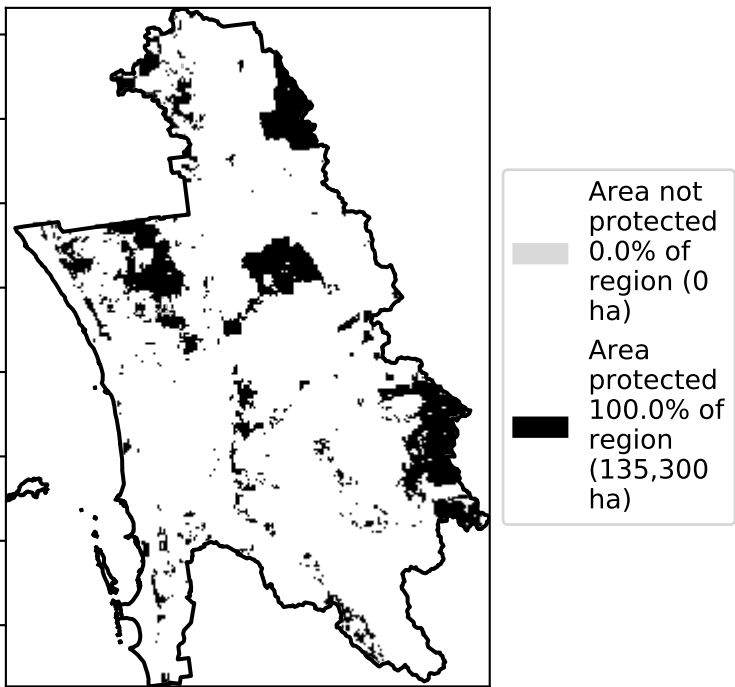 Area not
protected
0.0% of
region (0
ha)
Area
protected
100.0% of
region
(135,300
ha)